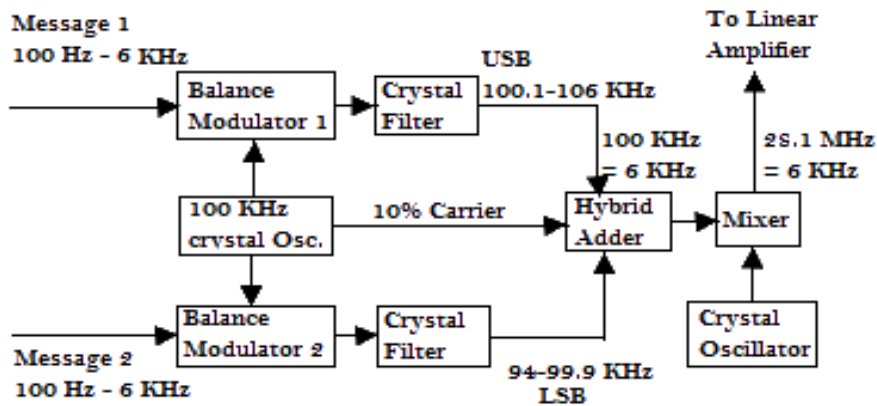 Message 1
100 Hz - 6 KHz
Balance
Modulator 1
Crystal
Filter
USB
100.1-106 KHz
To Linear
Amplifier
100 KHz
= 6 KHz
28.1 MHz
= 6 KHz
100 KHz
crystal Osc.
10% Carrier
Hybrid
Adder
Mixer
Balance
Modulator 2
Crystal
Filter
Crystal
Oscillator
Message 2
100 Hz - 6 KHz
94-99.9 KHz
LSB